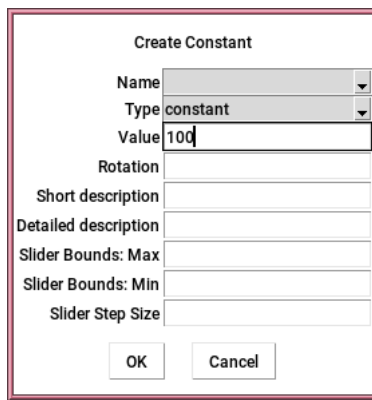 Create Constant
Name
Type constant
Value 100
Rotation
Short description
Detailed description
Slider Bounds: Max
Slider Bounds: Min
Slider Step Size
OK Cancel